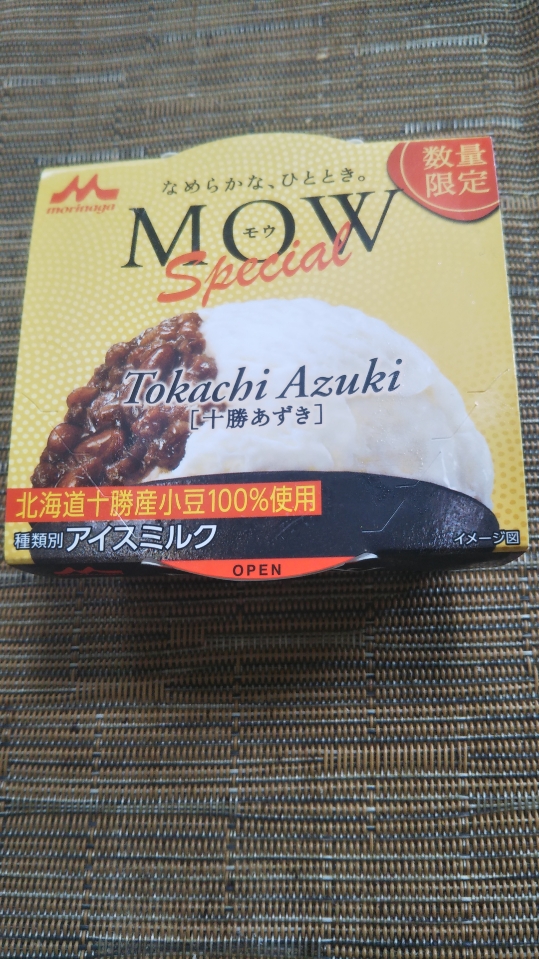 morinaga
なめらかな、ひととき。
数量
限定
MOW
モウ
Special
Tokachi Azuki
[十勝あずき]
北海道十勝産小豆100%使用
種類別アイスミルク
イメージ図
OPEN